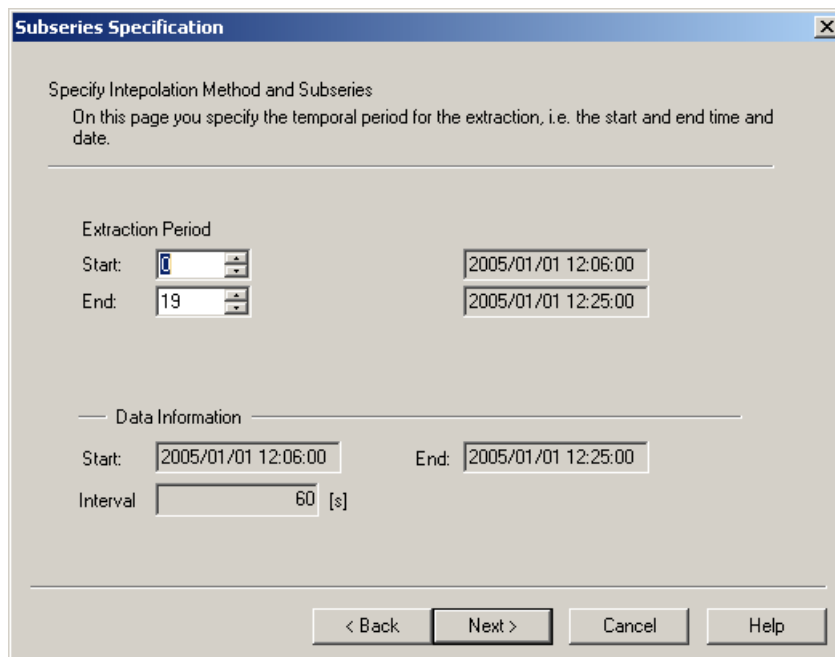 Subseries Specification
Specify Intepolation Method and Subseries
On this page you specify the temporal period for the extraction, i.e. the start and end time and
date.
Extraction Period
Start: 0 2005/01/01 12:06:00
End: 19 2005/01/01 12:25:00
Data Information
Start: 2005/01/01 12:06:00 End: 2005/01/01 12:25:00
Interval 60 [s]
< Back Next > Cancel Help